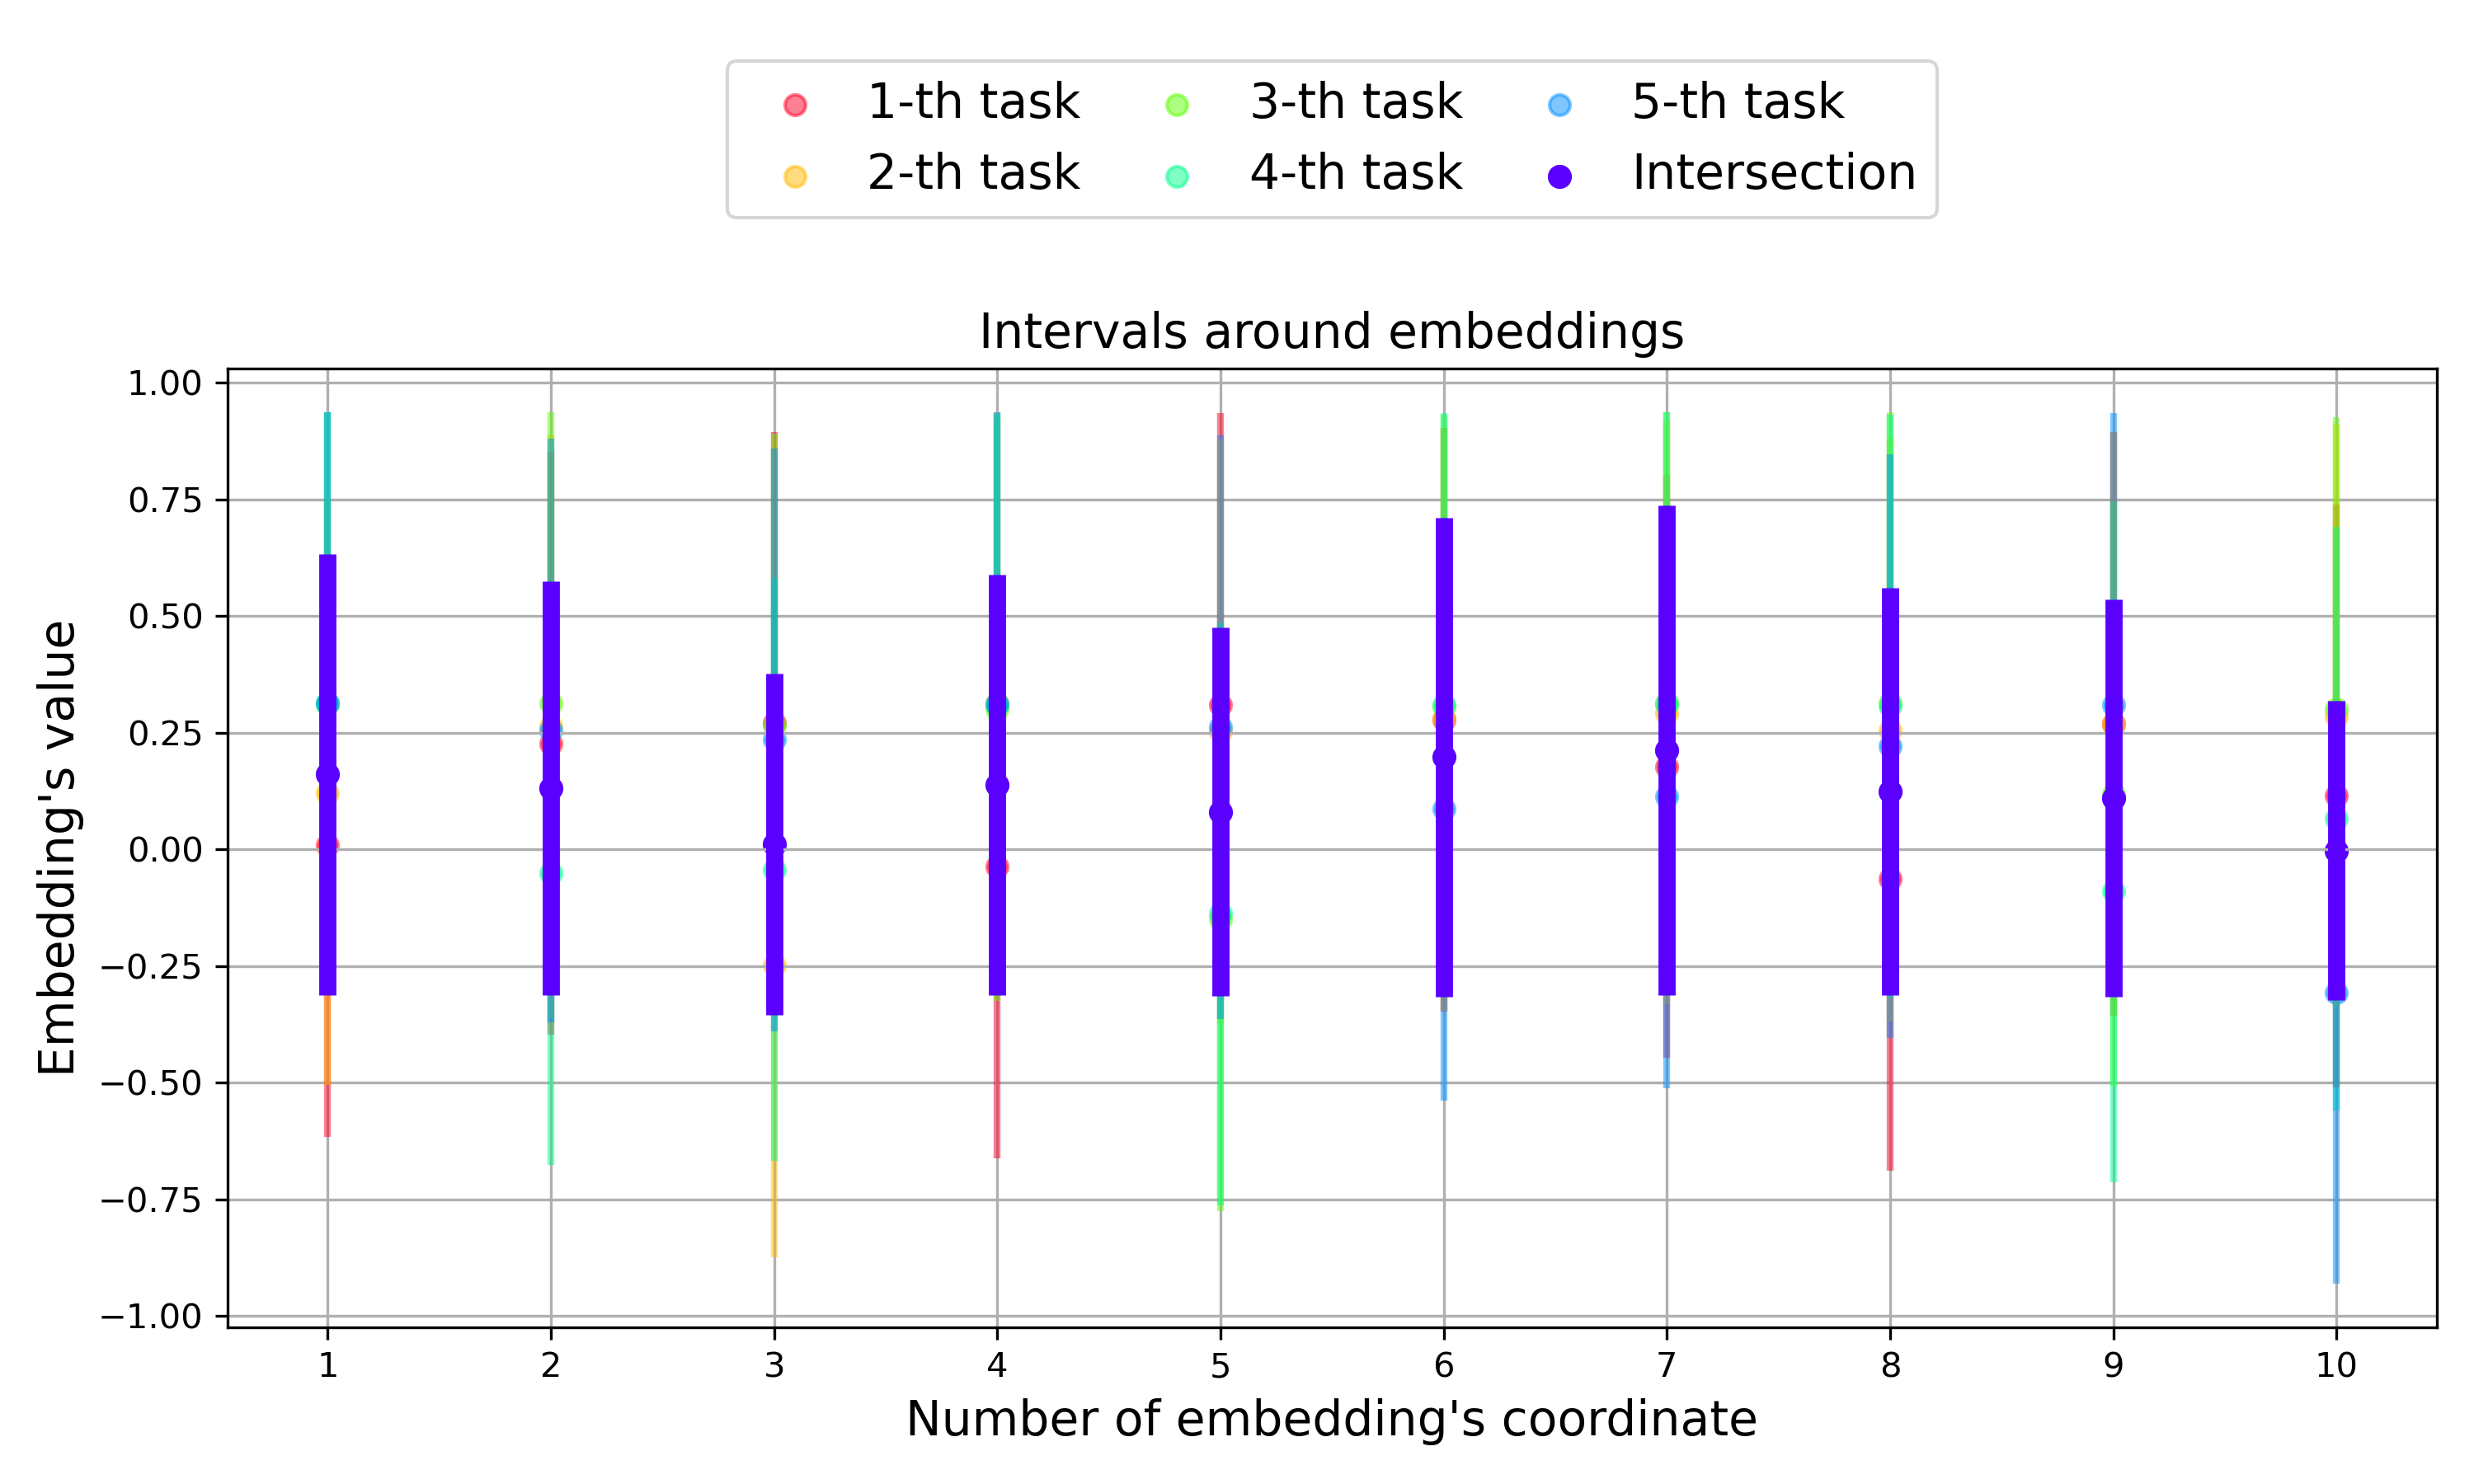 1-th task 3-th task 5-th task
2-th task 4-th task Intersection
Intervals around embeddings
Embedding's value
1.00
0.75
0.50
0.25
0.00
−0.25
−0.50
−0.75
−1.00
1 2 3 4 5 6 7 8 9 10
Number of embedding's coordinate